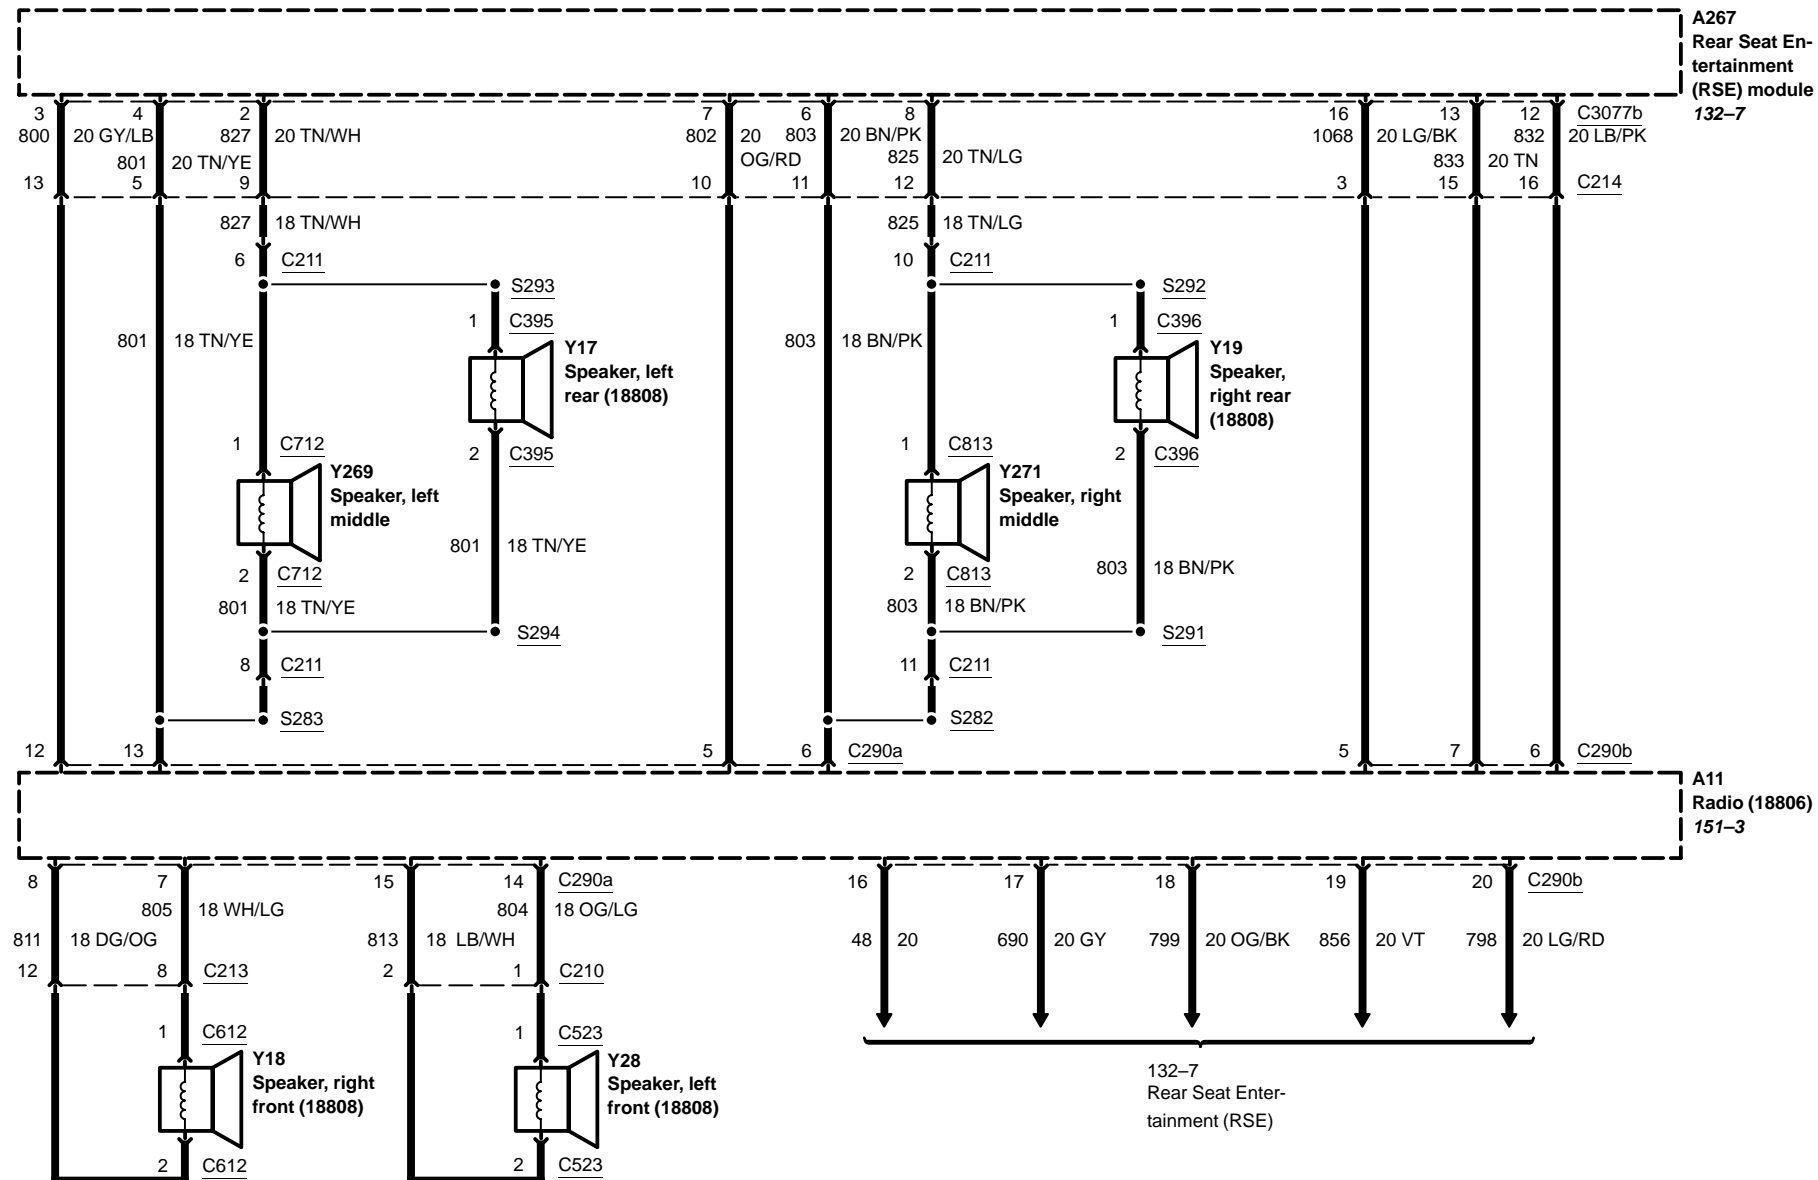 A267
Rear Seat En-
tertainment
(RSE) module
132–7
3 4 2 7 6 8 16 13 12 C3077b
800 20 GY/LB 827 20 TN/WH 802 20 803 20 BN/PK 1068 20 LG/BK 832 20 LB/PK
801 20 TN/YE OG/RD 825 20 TN/LG 833 20 TN
13 5 9 10 11 12 3 15 16 C214
827 18 TN/WH 825 18 TN/LG
6 C211 10 C211
S293 S292
1 C395 1 C396
801 18 TN/YE 803 18 BN/PK
Y17
Speaker, left
rear (18808)
Y19
Speaker,
right rear
(18808)
1 C712 2 C395 1 C813 2 C396
Y269
Speaker, left
middle
Y271
Speaker, right
middle
801 18 TN/YE 803 18 BN/PK
2 C712 2 C813
801 18 TN/YE 803 18 BN/PK
S294 S291
8 C211 11 C211
S283 S282
12 13 5 6 C290a 5 7 6 C290b
A11
Radio (18806)
151–3
8 7 15 14 C290a 16 17 18 19 20 C290b
805 18 WH/LG 804 18 OG/LG
811 18 DG/OG 813 18 LB/WH 48 20 690 20 GY 799 20 OG/BK 856 20 VT 798 20 LG/RD
12 8 C213 2 1 C210
1 C612 1 C523
Y18
Speaker, right
front (18808)
Y28
Speaker, left
front (18808)
132–7
Rear Seat Enter-
tainment (RSE)
2 C612 2 C523